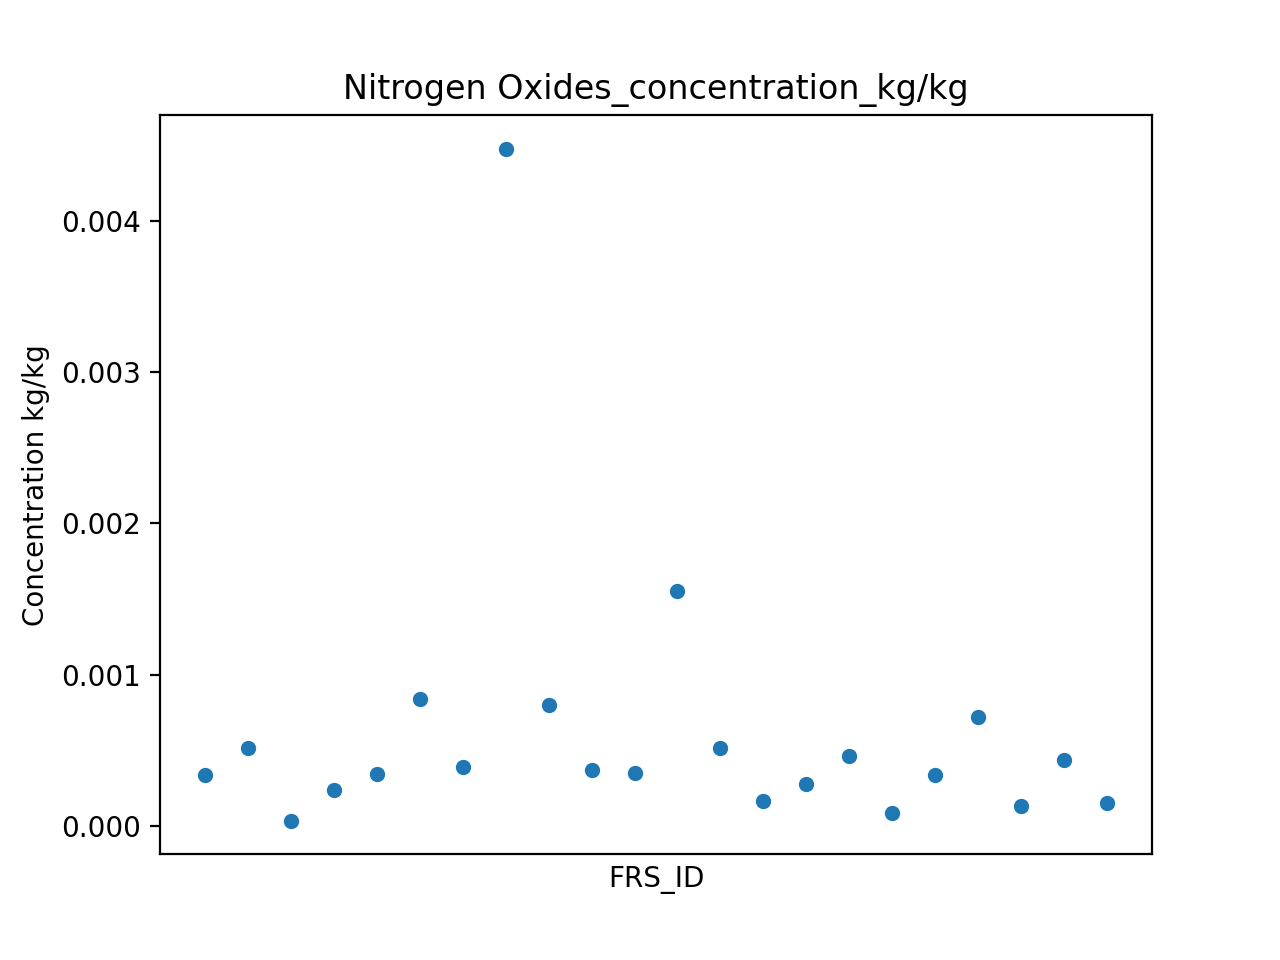 Nitrogen Oxides_concentration_kg/kg
Concentration kg/kg
0.004
0.003
0.002
0.001
0.000
FRS_ID